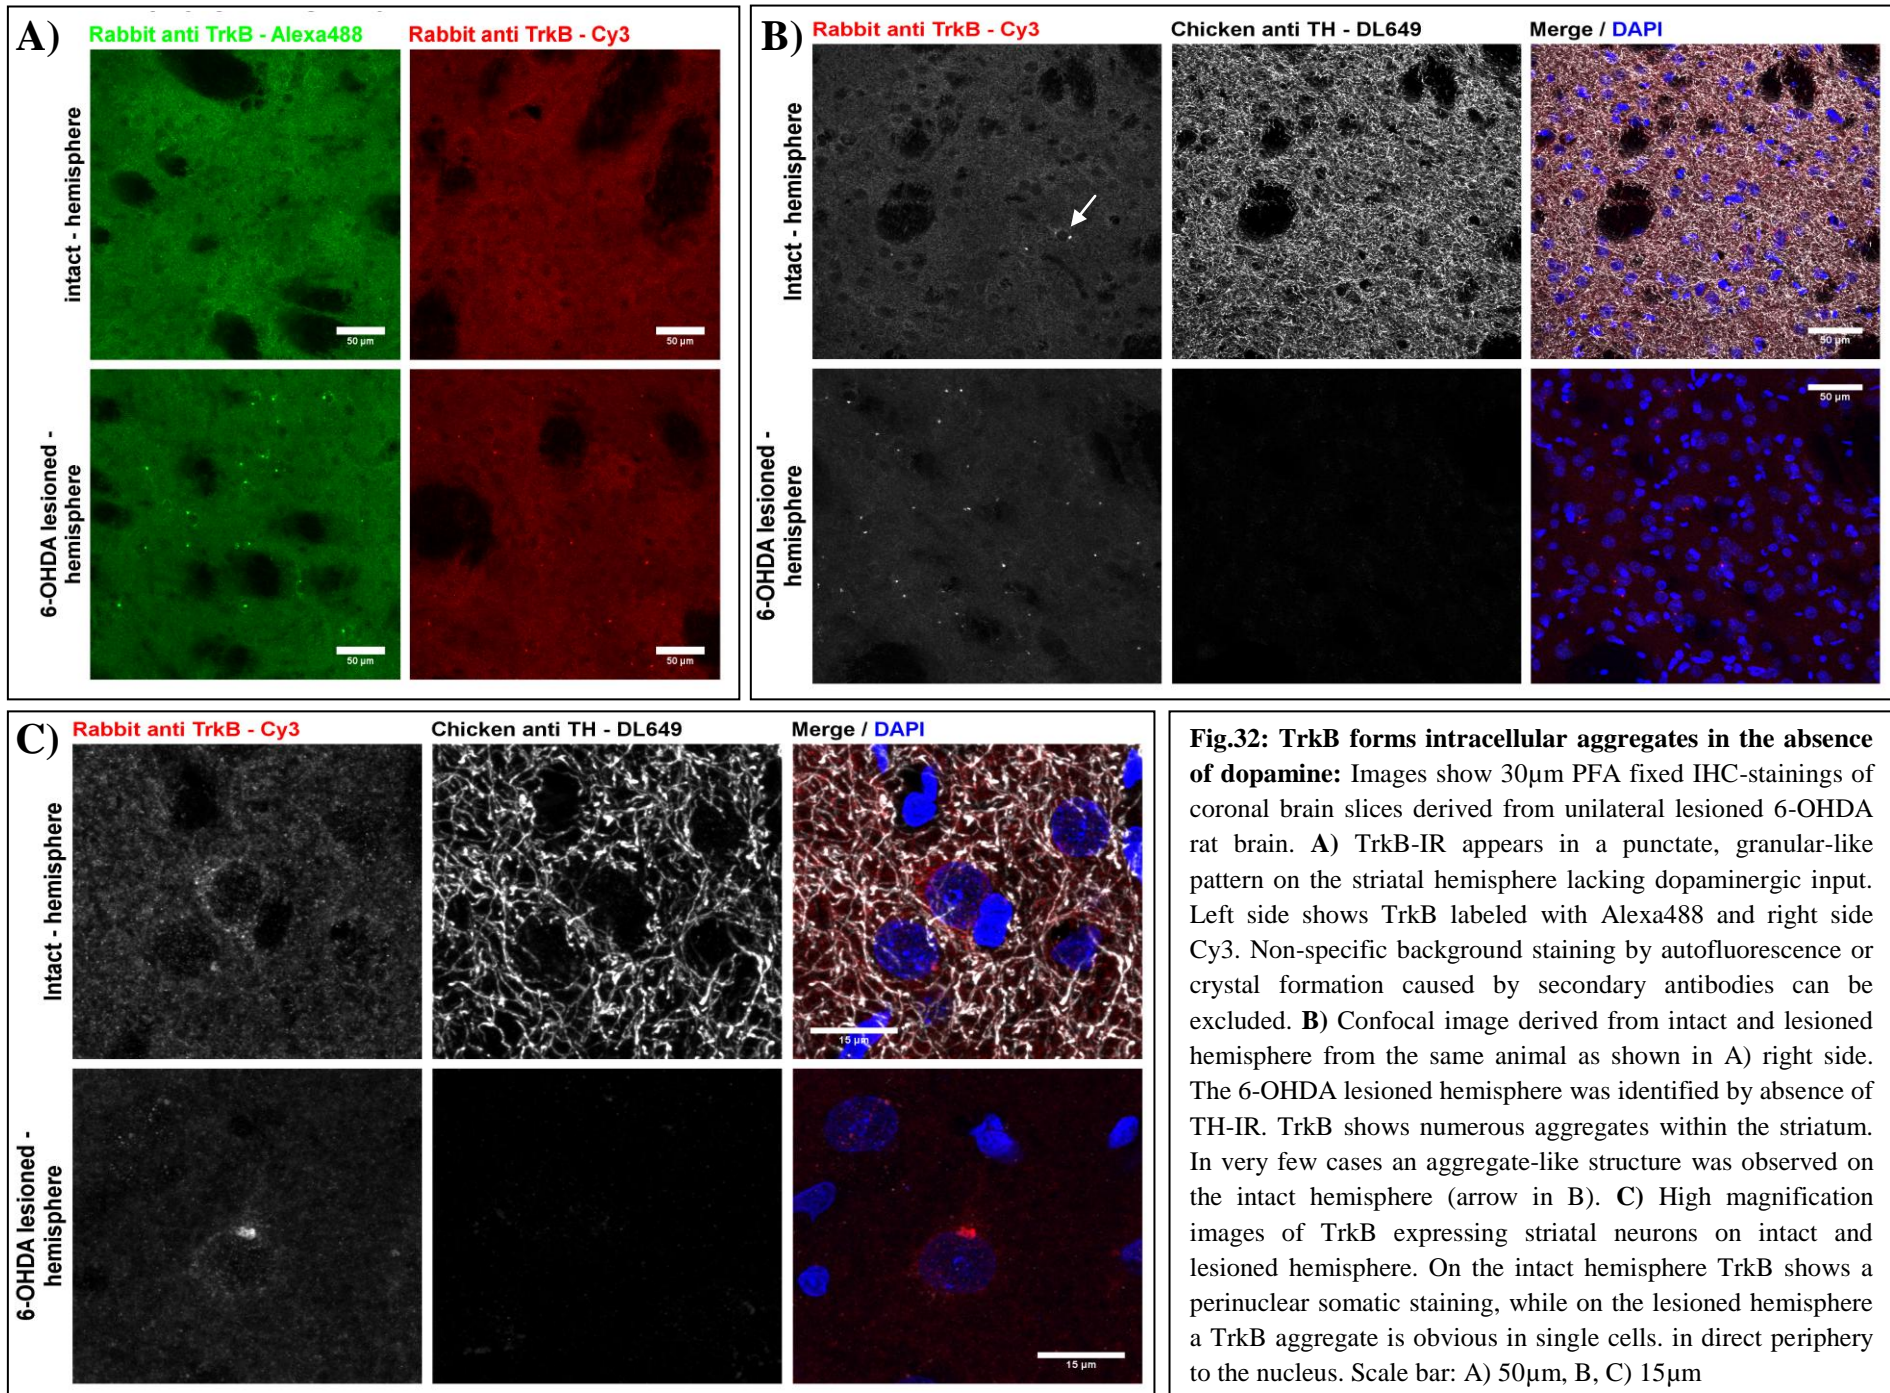 A)
Rabbit anti TrkB - Alexa488
Rabbit anti TrkB - Cy3
intact - hemisphere
50 µm
50 µm
6-OHDA lesioned -
hemisphere
50 µm
50 µm
B)
Rabbit anti TrkB - Cy3
Chicken anti TH - DL649
Merge / DAPI
Intact - hemisphere
50 µm
6-OHDA lesioned -
hemisphere
50 µm
C)
Rabbit anti TrkB - Cy3
Chicken anti TH - DL649
Merge / DAPI
Intact - hemisphere
15 µm
6-OHDA lesioned -
hemisphere
15 µm
Fig.32: TrkB forms intracellular aggregates in the absence
of dopamine: Images show 30µm PFA fixed IHC-stainings of
coronal brain slices derived from unilateral lesioned 6-OHDA
rat brain. A) TrkB-IR appears in a punctate, granular-like
pattern on the striatal hemisphere lacking dopaminergic input.
Left side shows TrkB labeled with Alexa488 and right side
Cy3. Non-specific background staining by autofluorescence or
crystal formation caused by secondary antibodies can be
excluded. B) Confocal image derived from intact and lesioned
hemisphere from the same animal as shown in A) right side.
The 6-OHDA lesioned hemisphere was identified by absence of
TH-IR. TrkB shows numerous aggregates within the striatum.
In very few cases an aggregate-like structure was observed on
the intact hemisphere (arrow in B). C) High magnification
images of TrkB expressing striatal neurons on intact and
lesioned hemisphere. On the intact hemisphere TrkB shows a
perinuclear somatic staining, while on the lesioned hemisphere
a TrkB aggregate is obvious in single cells. in direct periphery
to the nucleus. Scale bar: A) 50µm, B, C) 15µm